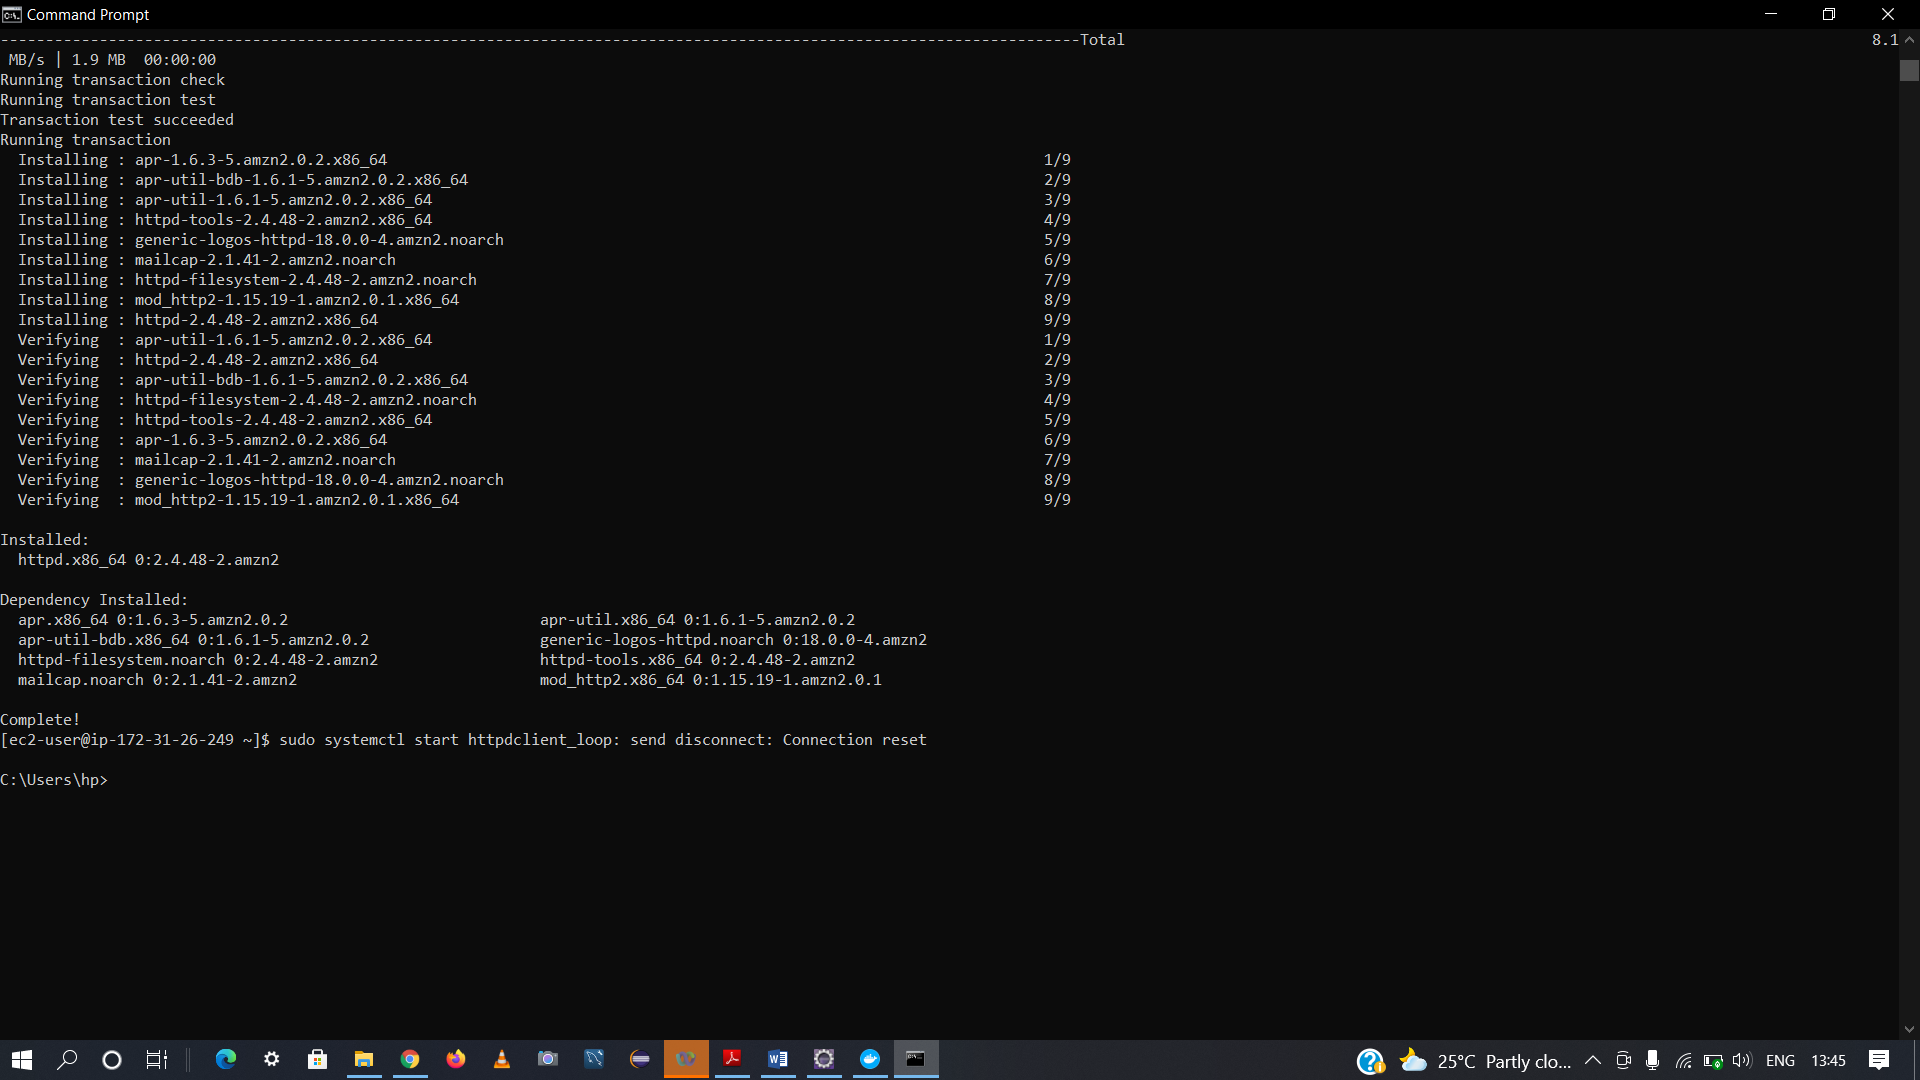 Command Prompt
------------------------------------------------------------------------------------------------------------------------Total 8.1
MB/s | 1.9 MB 00:00:00
Running transaction check
Running transaction test
Transaction test succeeded
Running transaction
Installing : apr-1.6.3-5.amzn2.0.2.x86_64 1/9
Installing : apr-util-bdb-1.6.1-5.amzn2.0.2.x86_64 2/9
Installing : apr-util-1.6.1-5.amzn2.0.2.x86_64 3/9
Installing : httpd-tools-2.4.48-2.amzn2.x86_64 4/9
Installing : generic-logos-httpd-18.0.0-4.amzn2.noarch 5/9
Installing : mailcap-2.1.41-2.amzn2.noarch 6/9
Installing : httpd-filesystem-2.4.48-2.amzn2.noarch 7/9
Installing : mod_http2-1.15.19-1.amzn2.0.1.x86_64 8/9
Installing : httpd-2.4.48-2.amzn2.x86_64 9/9
Verifying : apr-util-1.6.1-5.amzn2.0.2.x86_64 1/9
Verifying : httpd-2.4.48-2.amzn2.x86_64 2/9
Verifying : apr-util-bdb-1.6.1-5.amzn2.0.2.x86_64 3/9
Verifying : httpd-filesystem-2.4.48-2.amzn2.noarch 4/9
Verifying : httpd-tools-2.4.48-2.amzn2.x86_64 5/9
Verifying : apr-1.6.3-5.amzn2.0.2.x86_64 6/9
Verifying : mailcap-2.1.41-2.amzn2.noarch 7/9
Verifying : generic-logos-httpd-18.0.0-4.amzn2.noarch 8/9
Verifying : mod_http2-1.15.19-1.amzn2.0.1.x86_64 9/9
Installed:
httpd.x86_64 0:2.4.48-2.amzn2
Dependency Installed:
apr.x86_64 0:1.6.3-5.amzn2.0.2 apr-util.x86_64 0:1.6.1-5.amzn2.0.2
apr-util-bdb.x86_64 0:1.6.1-5.amzn2.0.2 generic-logos-httpd.noarch 0:18.0.0-4.amzn2
httpd-filesystem.noarch 0:2.4.48-2.amzn2 httpd-tools.x86_64 0:2.4.48-2.amzn2
mailcap.noarch 0:2.1.41-2.amzn2 mod_http2.x86_64 0:1.15.19-1.amzn2.0.1
Complete!
[ec2-user@ip-172-31-26-249 ~]$ sudo systemctl start httpdclient_loop: send disconnect: Connection reset
C:\Users\hp>
25°C Partly clo... ENG 13:45